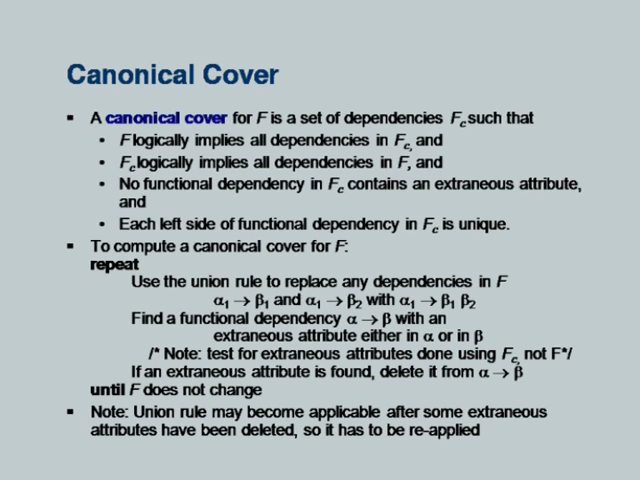 Canonical Cover
▪ A canonical cover for F is a set of dependencies Fc such that
• F logically implies all dependencies in Fc, and
• Fc logically implies all dependencies in F, and
• No functional dependency in Fc contains an extraneous attribute,
and
• Each left side of functional dependency in Fc is unique.
▪ To compute a canonical cover for F:
repeat
Use the union rule to replace any dependencies in F
α1 → β1 and α1 → β2 with α1 → β1 β2
Find a functional dependency α → β with an
extraneous attribute either in α or in β
/* Note: test for extraneous attributes done using Fc, not F*/
If an extraneous attribute is found, delete it from α → β
until F does not change
▪ Note: Union rule may become applicable after some extraneous
attributes have been deleted, so it has to be re-applied